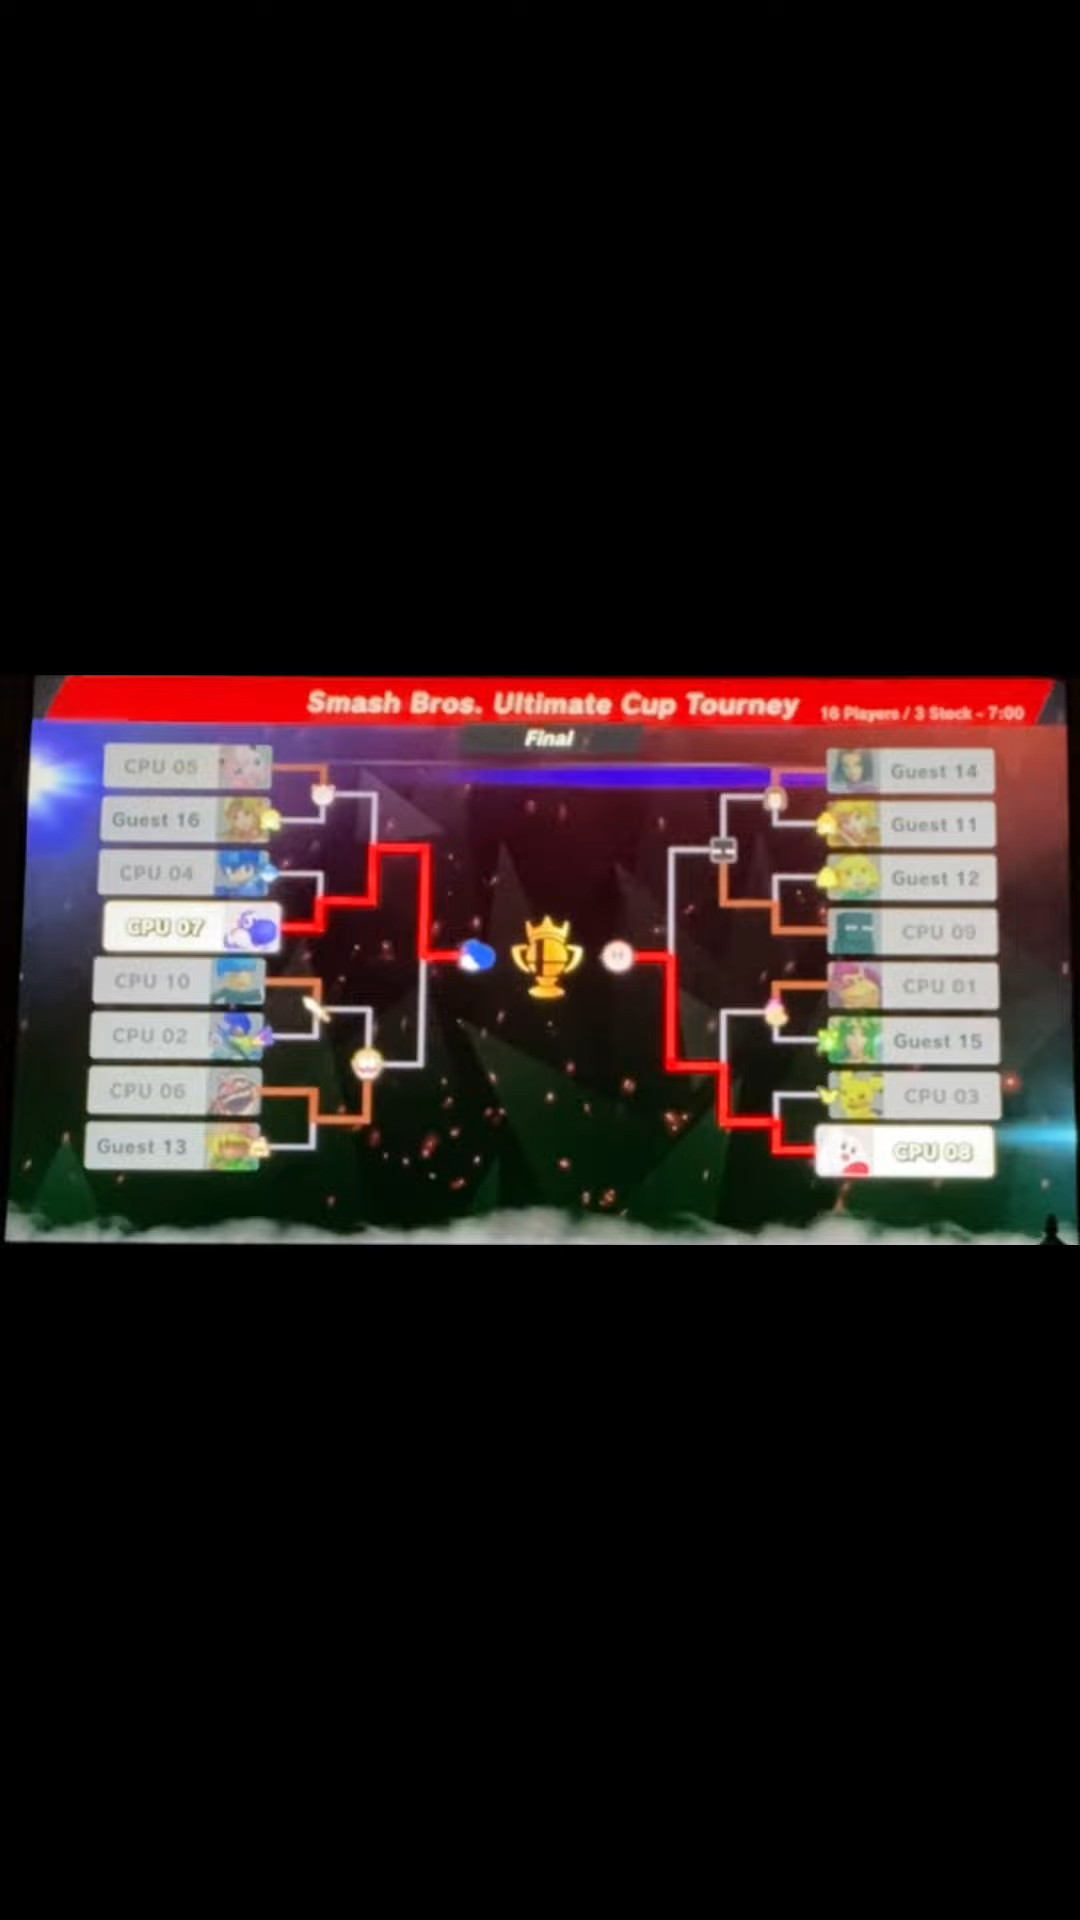 Smash Bros. Ultimate Cup Tourney
16 Players / 3 Stock - 7:00
Final
CPU 05
Guest 16
CPU 04
CPU 07
CPU 10
CPU 02
CPU 06
Guest 13
Guest 14
Guest 11
Guest 12
CPU 09
CPU 01
Guest 15
CPU 03
CPU 08